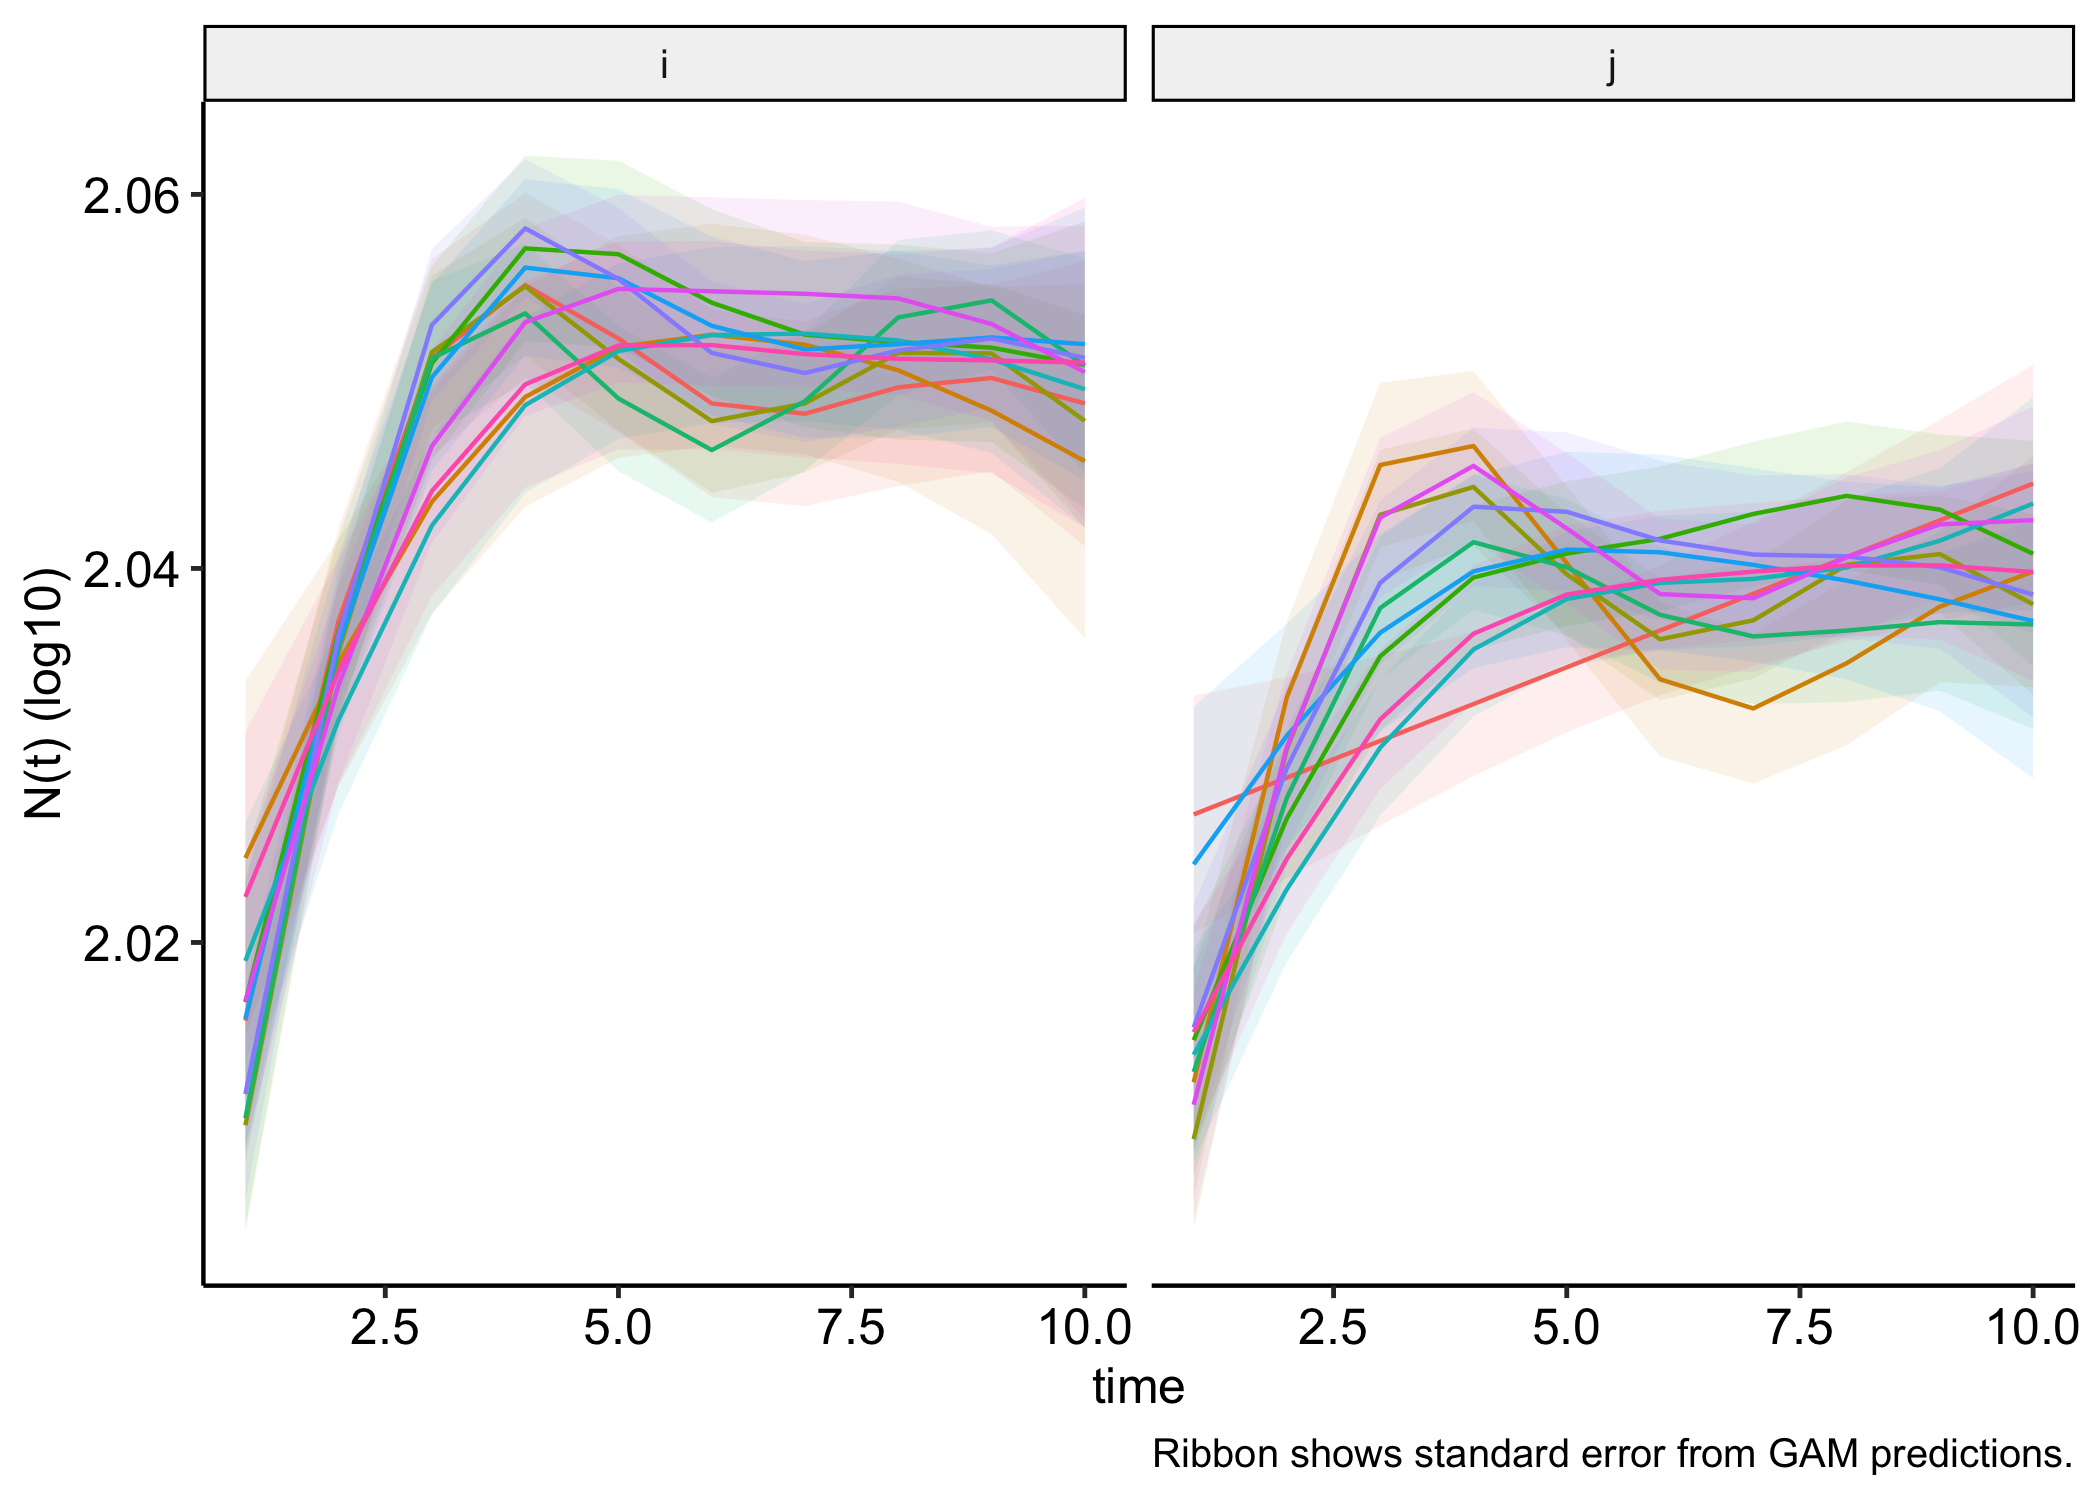 i
j
2.06
2.04
2.02
N(t) (log10)
2.5 5.0 7.5 10.0
2.5 5.0 7.5 10.0
time
Ribbon shows standard error from GAM predictions.